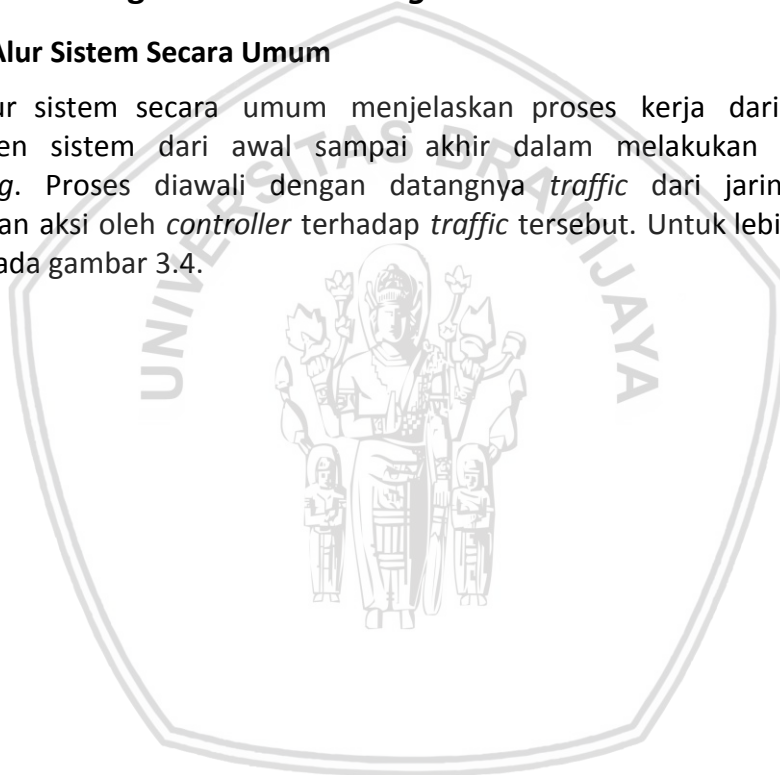 Alur Sistem Secara Umum
ur sistem secara umum menjelaskan proses kerja dari
en sistem dari awal sampai akhir dalam melakukan
g. Proses diawali dengan datangnya traffic dari jarin
an aksi oleh controller terhadap traffic tersebut. Untuk lebi
ada gambar 3.4.
UNIVERSITAS BRAWIJAYA